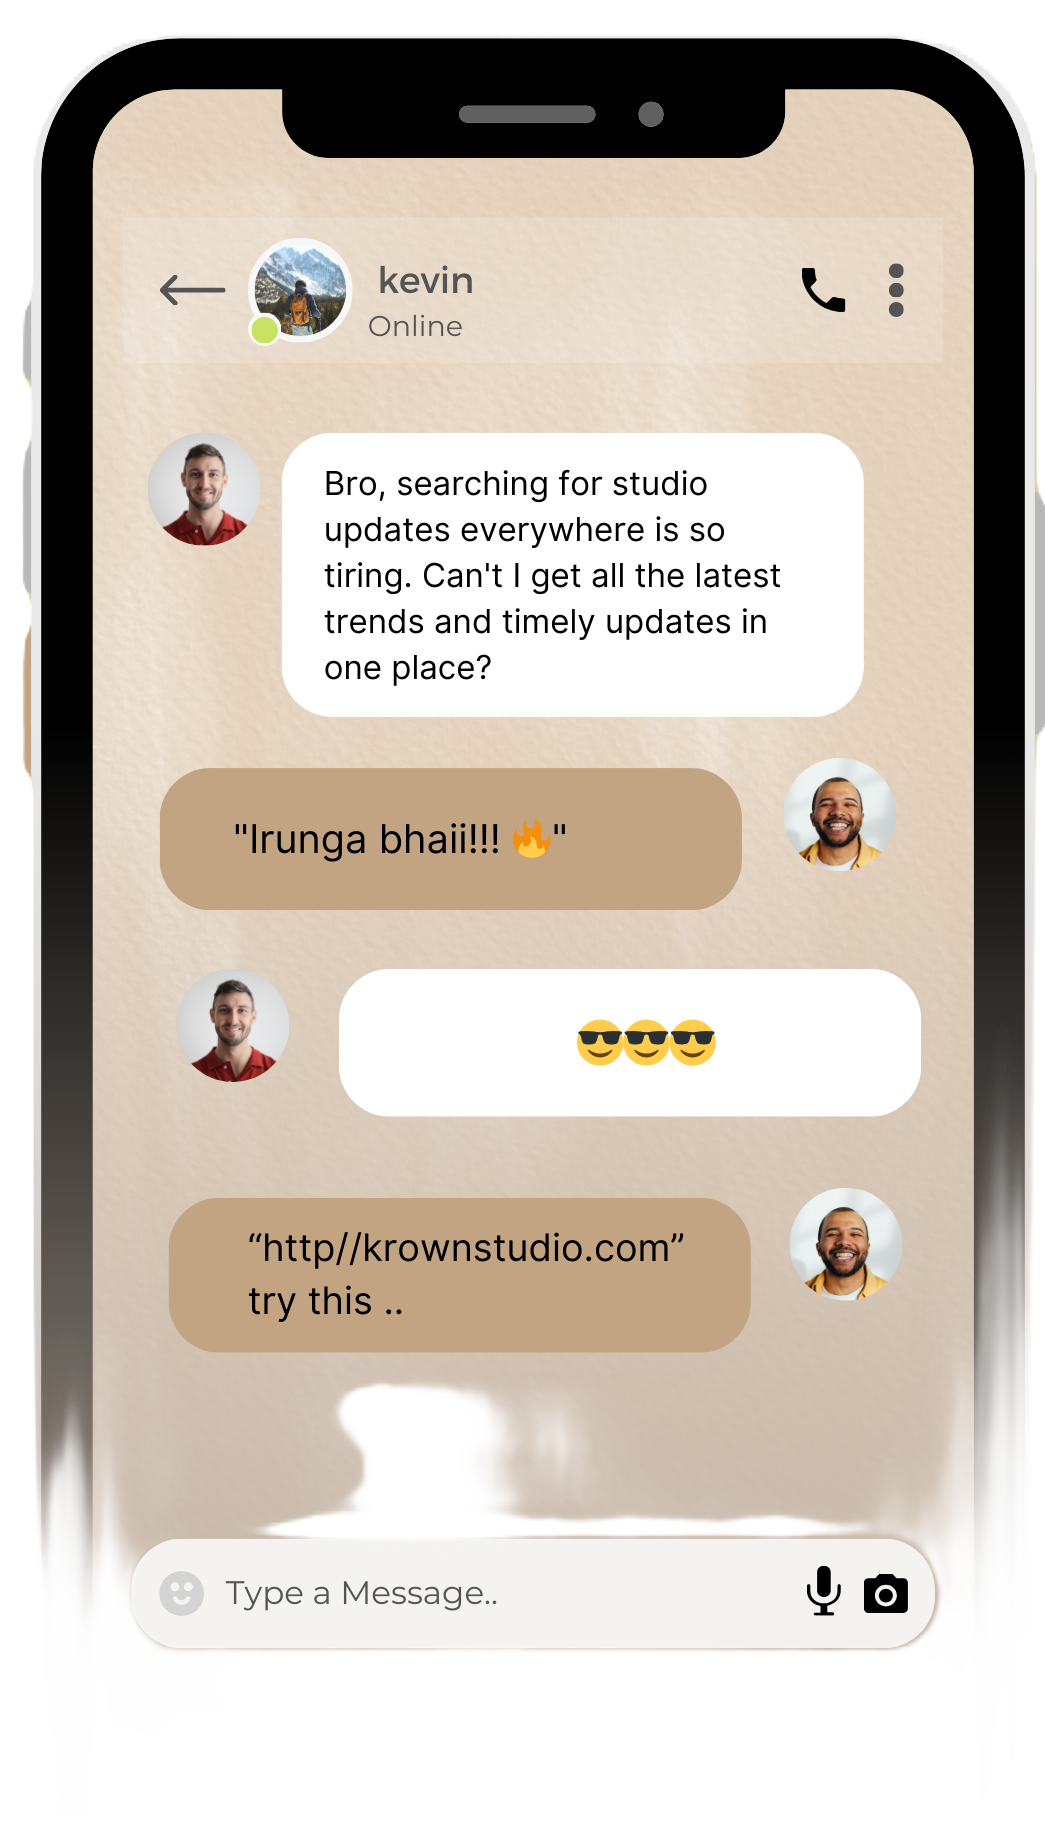 kevin
Online
Bro, searching for studio
updates everywhere is so
tiring. Can't I get all the latest
trends and timely updates in
one place?
"Irunga bhaii!!! 🔥"
😎😎😎
“http//krownstudio.com”
try this ..
Type a Message..